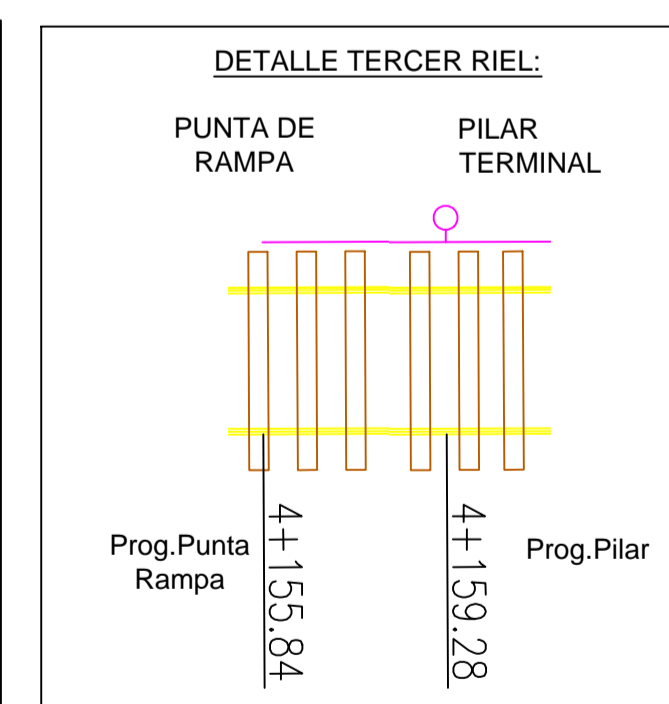 DETALLE TERCER RIEL:
PUNTA DE
RAMPA
PILAR
TERMINAL
Prog.Punta
Rampa
4+155.84
4+159.28
Prog.Pilar